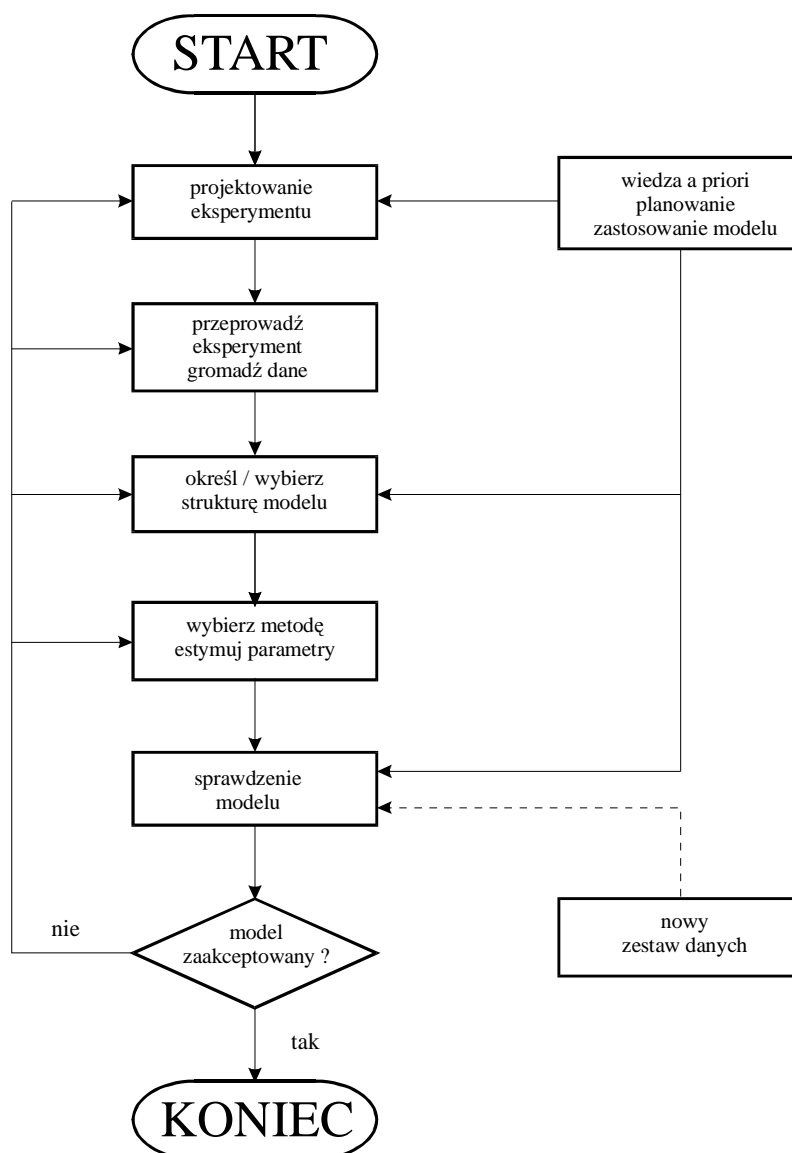 START
projektowanie
eksperymentu
wiedza a priori
planowanie
zastosowanie modelu
przeprowadź
eksperyment
gromadź dane
określ / wybierz
strukturę modelu
wybierz metodę
estymuj parametry
sprawdzenie
modelu
nie
model
zaakceptowany ?
nowy
zestaw danych
tak
KONIEC